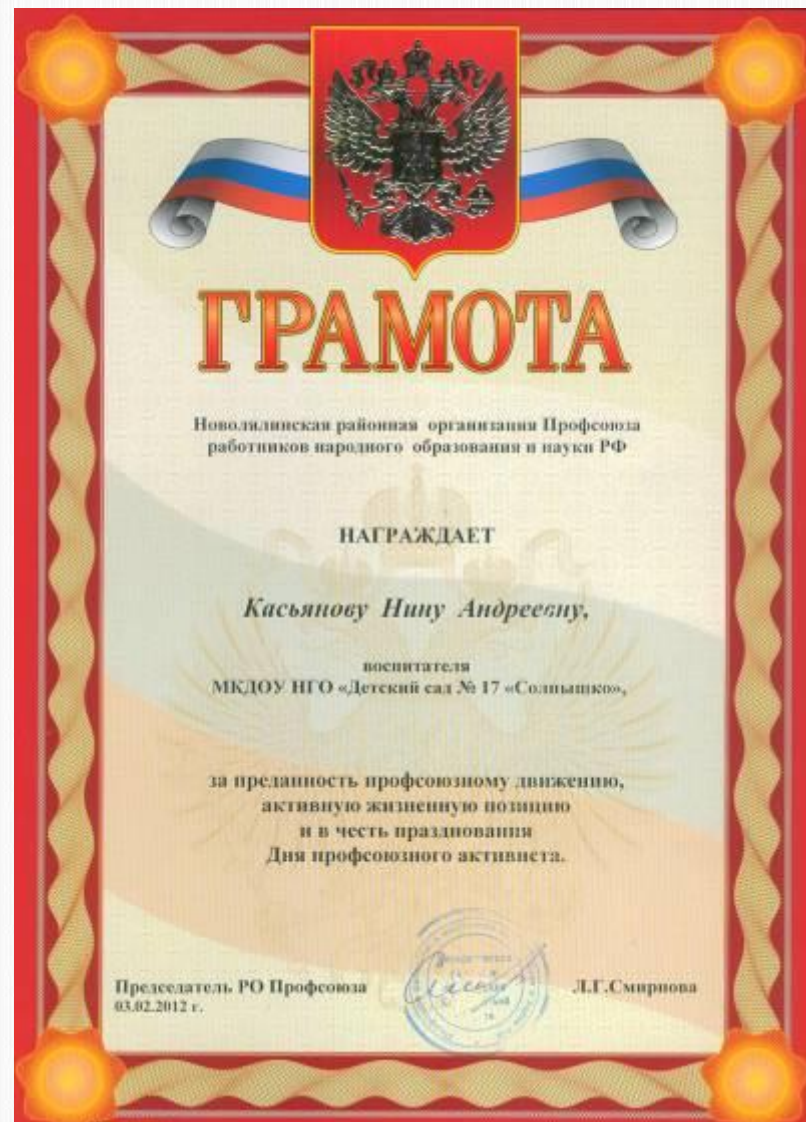 ГРАМОТА
Новолялинская районная организация Профсоюза
работников народного образования и науки РФ
НАГРАЖДАЕТ
Касьянову Нину Андреевну,
воспитателя
МКДОУ НГО «Детский сад № 17 «Солнышко»,
за преданность профсоюзному движению,
активную жизненную позицию
и в честь празднования
Дня профсоюзного активиста.
Председатель РО Профсоюза
Л.Г.Смирнова
03.02.2012 г.